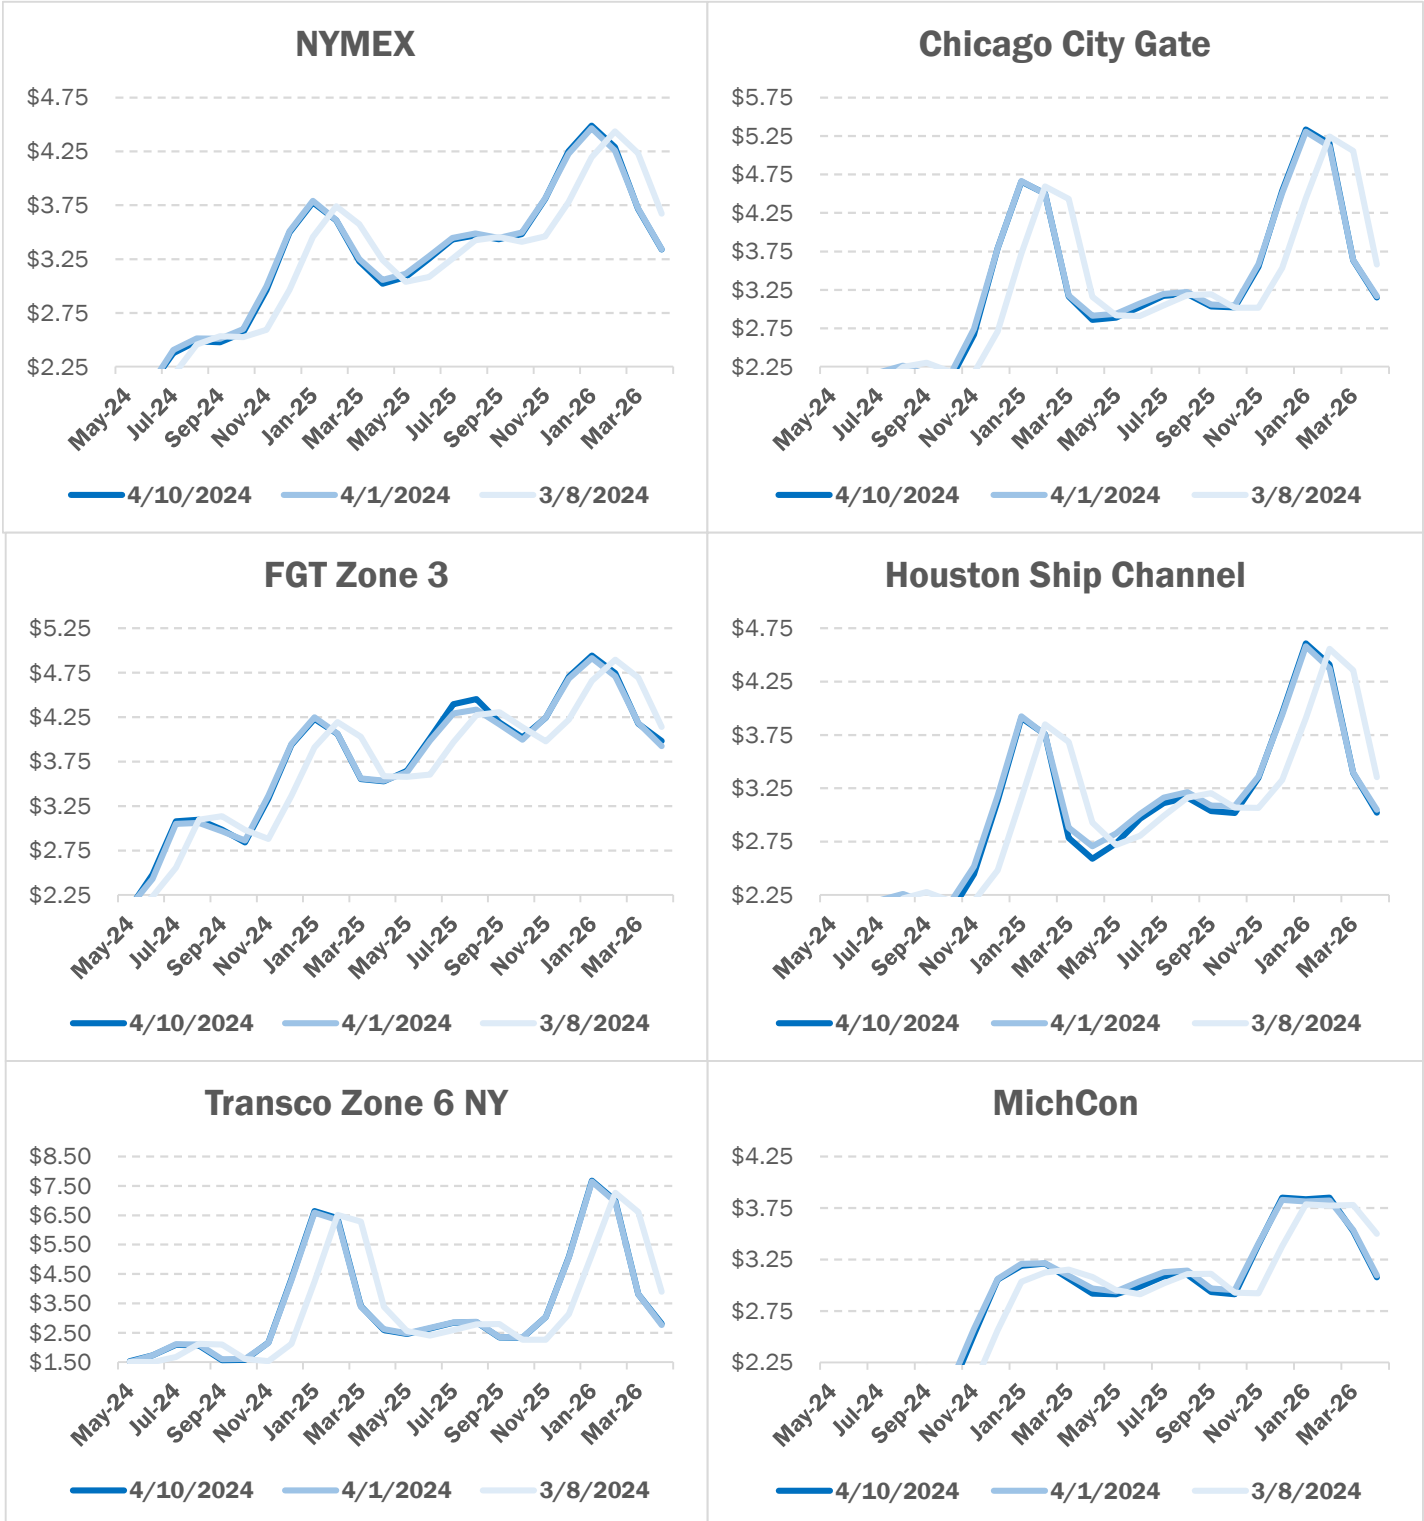 NYMEX
$4.75
$4.25
$3.75
$3.25
$2.75
$2.25
May-24 Jul-24 Sep-24 Nov-24 Jan-25 Mar-25 May-25 Jul-25 Sep-25 Nov-25 Jan-26 Mar-26
4/10/2024 4/1/2024 3/8/2024
Chicago City Gate
$5.75
$5.25
$4.75
$4.25
$3.75
$3.25
$2.75
$2.25
May-24 Jul-24 Sep-24 Nov-24 Jan-25 Mar-25 May-25 Jul-25 Sep-25 Nov-25 Jan-26 Mar-26
4/10/2024 4/1/2024 3/8/2024
FGT Zone 3
$5.25
$4.75
$4.25
$3.75
$3.25
$2.75
$2.25
May-24 Jul-24 Sep-24 Nov-24 Jan-25 Mar-25 May-25 Jul-25 Sep-25 Nov-25 Jan-26 Mar-26
4/10/2024 4/1/2024 3/8/2024
Houston Ship Channel
$4.75
$4.25
$3.75
$3.25
$2.75
$2.25
May-24 Jul-24 Sep-24 Nov-24 Jan-25 Mar-25 May-25 Jul-25 Sep-25 Nov-25 Jan-26 Mar-26
4/10/2024 4/1/2024 3/8/2024
Transco Zone 6 NY
$8.50
$7.50
$6.50
$5.50
$4.50
$3.50
$2.50
$1.50
May-24 Jul-24 Sep-24 Nov-24 Jan-25 Mar-25 May-25 Jul-25 Sep-25 Nov-25 Jan-26 Mar-26
4/10/2024 4/1/2024 3/8/2024
MichCon
$4.25
$3.75
$3.25
$2.75
$2.25
May-24 Jul-24 Sep-24 Nov-24 Jan-25 Mar-25 May-25 Jul-25 Sep-25 Nov-25 Jan-26 Mar-26
4/10/2024 4/1/2024 3/8/2024